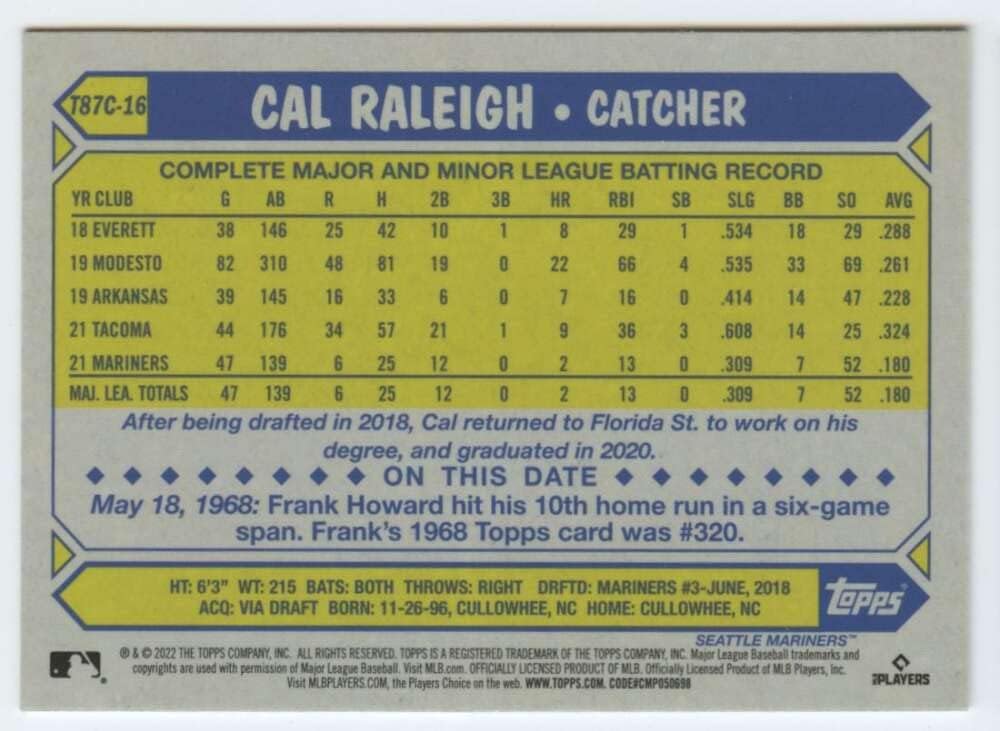 T87C-16
CAL RALEIGH • CATCHER
COMPLETE MAJOR AND MINOR LEAGUE BATTING RECORD
YR CLUB G AB R H 2B 3B HR RBI SB SLG BB SO AVG
18 EVERETT 38 146 25 42 10 1 8 29 1 .534 18 29 .288
19 MODESTO 82 310 48 81 19 0 22 66 4 .535 33 69 .261
19 ARKANSAS 39 145 16 33 6 0 7 16 0 .414 14 47 .228
21 TACOMA 44 176 34 57 21 1 9 36 3 .608 14 25 .324
21 MARINERS 47 139 6 25 12 0 2 13 0 .309 7 52 .180
MAJ. LEA. TOTALS 47 139 6 25 12 0 2 13 0 .309 7 52 .180
After being drafted in 2018, Cal returned to Florida St. to work on his
degree, and graduated in 2020.
ON THIS DATE
May 18, 1968: Frank Howard hit his 10th home run in a six-game
span. Frank's 1968 Topps card was #320.
HT: 6'3" WT: 215 BATS: BOTH THROWS: RIGHT DRFTD: MARINERS #3-JUNE, 2018
ACQ: VIA DRAFT BORN: 11-26-96, CULLOWHEE, NC HOME: CULLOWHEE, NC
Topps®
SEATTLE MARINERS™
® & © 2022 THE TOPPS COMPANY, INC. ALL RIGHTS RESERVED. TOPPS IS A REGISTERED TRADEMARK OF THE TOPPS COMPANY, INC. Major League Baseball trademarks and
copyrights are used with permission of Major League Baseball. Visit MLB.com. OFFICIALLY LICENSED PRODUCT OF MLB. Officially Licensed Product of MLB Players, Inc.
Visit MLBPLAYERS.COM, the Players Choice on the web. WWW.TOPPS.COM. CODE#CMP050698
PLAYERS